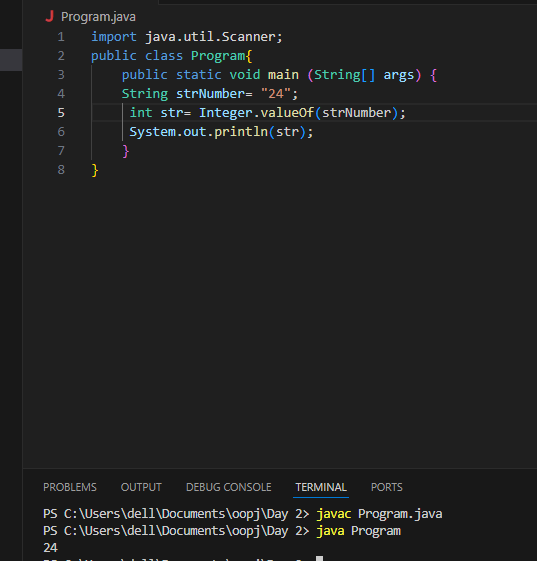 J Program.java
1 import java.util.Scanner;
2 public class Program{
3 public static void main (String[] args) {
4 String strNumber= "24";
5 int str= Integer.valueOf(strNumber);
6 System.out.println(str);
7 }
8 }
PROBLEMS OUTPUT DEBUG CONSOLE TERMINAL PORTS
PS C:\Users\dell\Documents\oopj\Day 2> javac Program.java
PS C:\Users\dell\Documents\oopj\Day 2> java Program
24